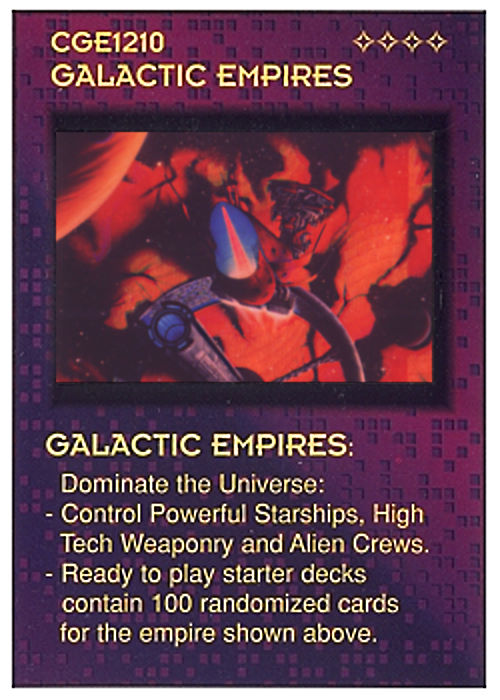 CGE1210
GALACTIC EMPIRES
GALACTIC EMPIRES:
Dominate the Universe:
- Control Powerful Starships, High
Tech Weaponry and Alien Crews.
- Ready to play starter decks
contain 100 randomized cards
for the empire shown above.